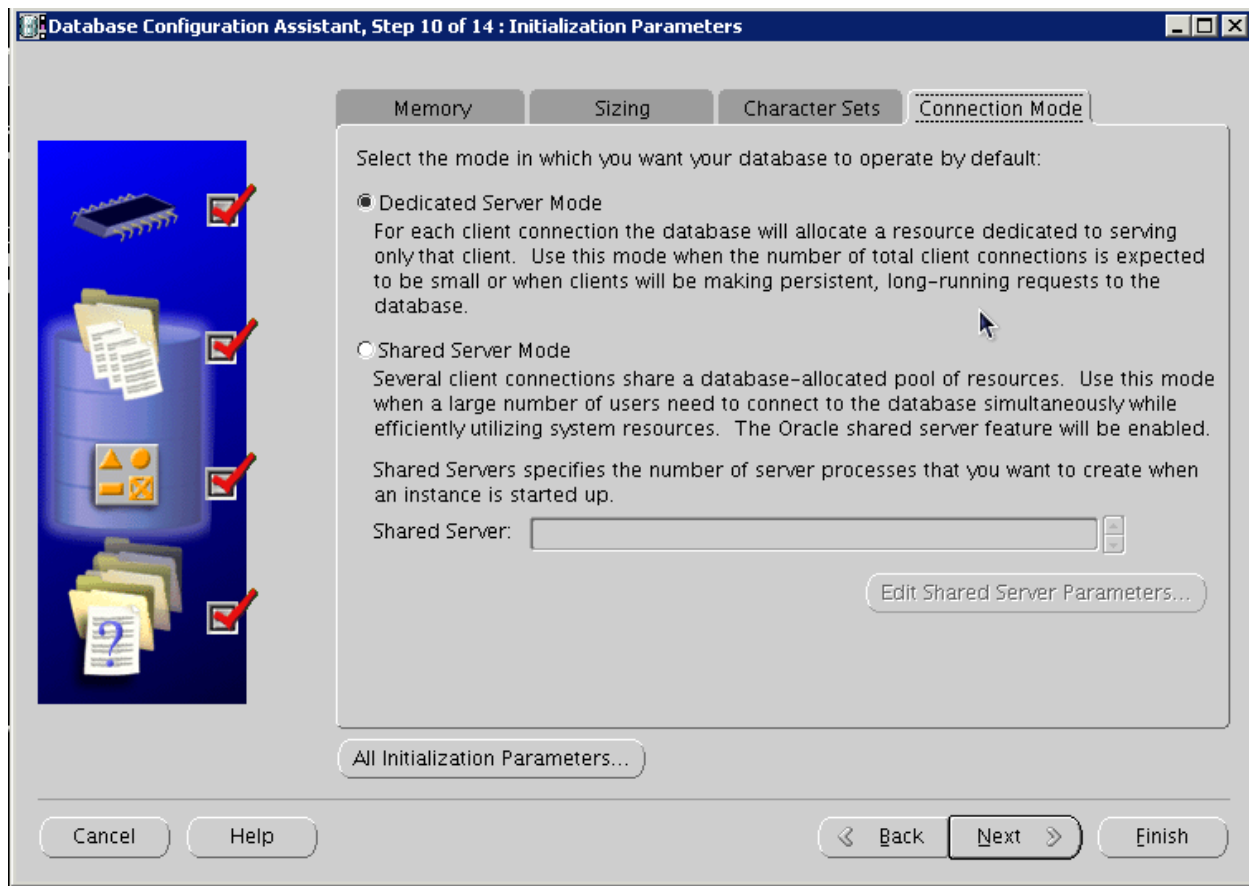 Database Configuration Assistant, Step 10 of 14 : Initialization Parameters
Memory
Sizing
Character Sets
Connection Mode
Select the mode in which you want your database to operate by default:
Dedicated Server Mode
For each client connection the database will allocate a resource dedicated to serving
only that client.  Use this mode when the number of total client connections is expected
to be small or when clients will be making persistent, long-running requests to the
database.
Shared Server Mode
Several client connections share a database-allocated pool of resources.  Use this mode
when a large number of users need to connect to the database simultaneously while
efficiently utilizing system resources.  The Oracle shared server feature will be enabled.
Shared Servers specifies the number of server processes that you want to create when
an instance is started up.
Shared Server:
Edit Shared Server Parameters...
?
All Initialization Parameters...
Cancel
Help
Back
Next
Finish